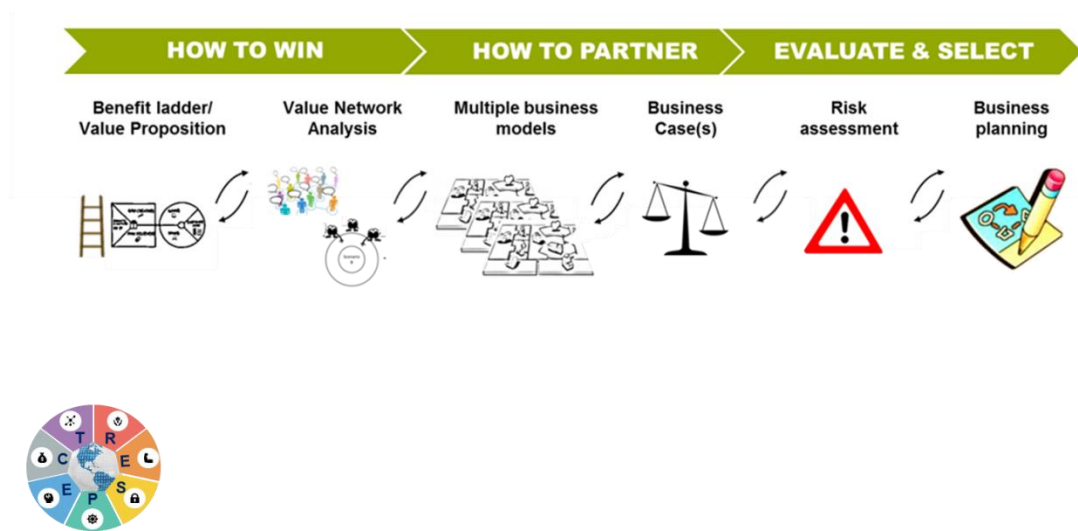 HOW TO WIN
HOW TO PARTNER
EVALUATE & SELECT
Benefit ladder/
Value Proposition
Value Network
Analysis
Multiple business
models
Business
Case(s)
Risk
assessment
Business
planning
R
E
S
P
E
C
T